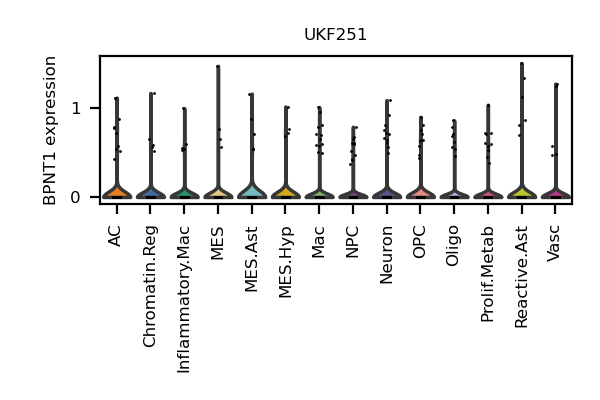 UKF251
BPNT1 expression
1
0
AC
Chromatin.Reg
Inflammatory.Mac
MES
MES.Ast
MES.Hyp
Mac
NPC
Neuron
OPC
Oligo
Prolif.Metab
Reactive.Ast
Vasc